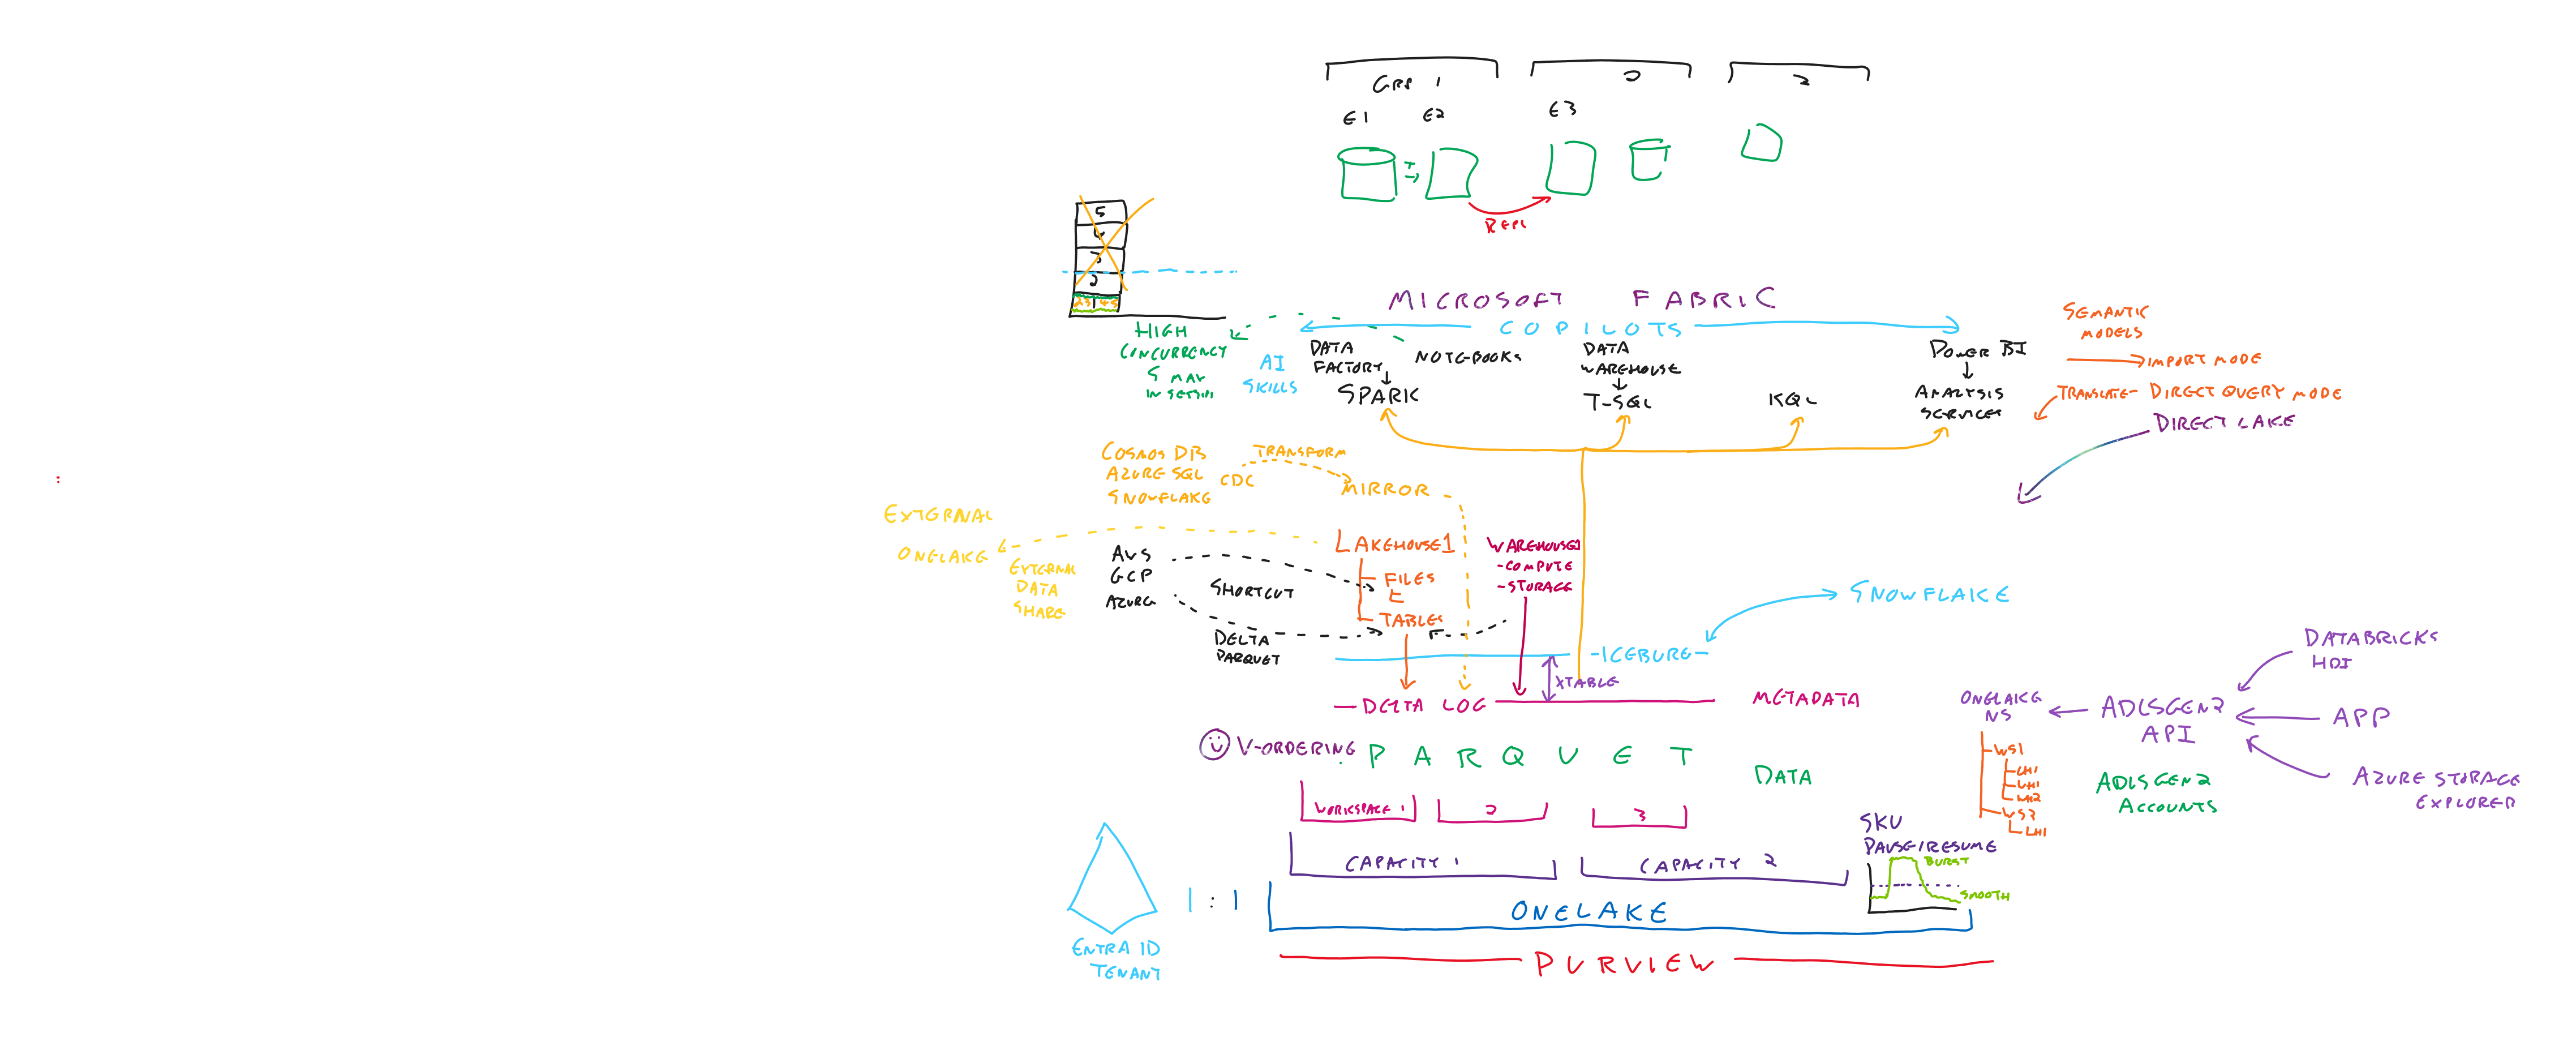 GRP 1
2
3
E1 E2 E3
REPL
5
4
3
2
MICROSOFT FABRIC
COPILOTS
HIGH
CONCURRENCY
5 MAX
IN SESSION
AI
SKILLS
DATA
FACTORY
SPARK
NOTEBOOKS
DATA
WAREHOUSE
T-SQL
KQL
POWER BI
ANALYSIS
SERVICES
SEMANTIC
MODELS
IMPORT MODE
TRANSLATE- DIRECT QUERY MODE
DIRECT LAKE
COSMOS DB
AZURE SQL
SNOWFLAKE
CDC
TRANSFORM
MIRROR
EXTERNAL
ONELAKE
EXTERNAL
DATA
SHARE
AWS
GCP
AZURE
SHORTCUT
DELTA
PARQUET
LAKEHOUSE1
FILES
TABLES
WAREHOUSE1
-COMPUTE
-STORAGE
-ICEBURG-
SNOWFLAKE
XTABLE
DELTA LOG
METADATA
V-ORDERING
PARQUET
DATA
WORKSPACE 1
2
3
CAPACITY 1
CAPACITY 2
ONELAKE
PURVIEW
1:1
ENTRA ID
TENANT
SKU
PAUSE/RESUME
BURST
SMOOTH
ONELAKE
NS
WS1
LH1
WH1
WH2
WS2
LH1
ADLSGEN2
API
ADLSGEN2
ACCOUNTS
DATABRICKS
HDI
APP
AZURE STORAGE
EXPLORER